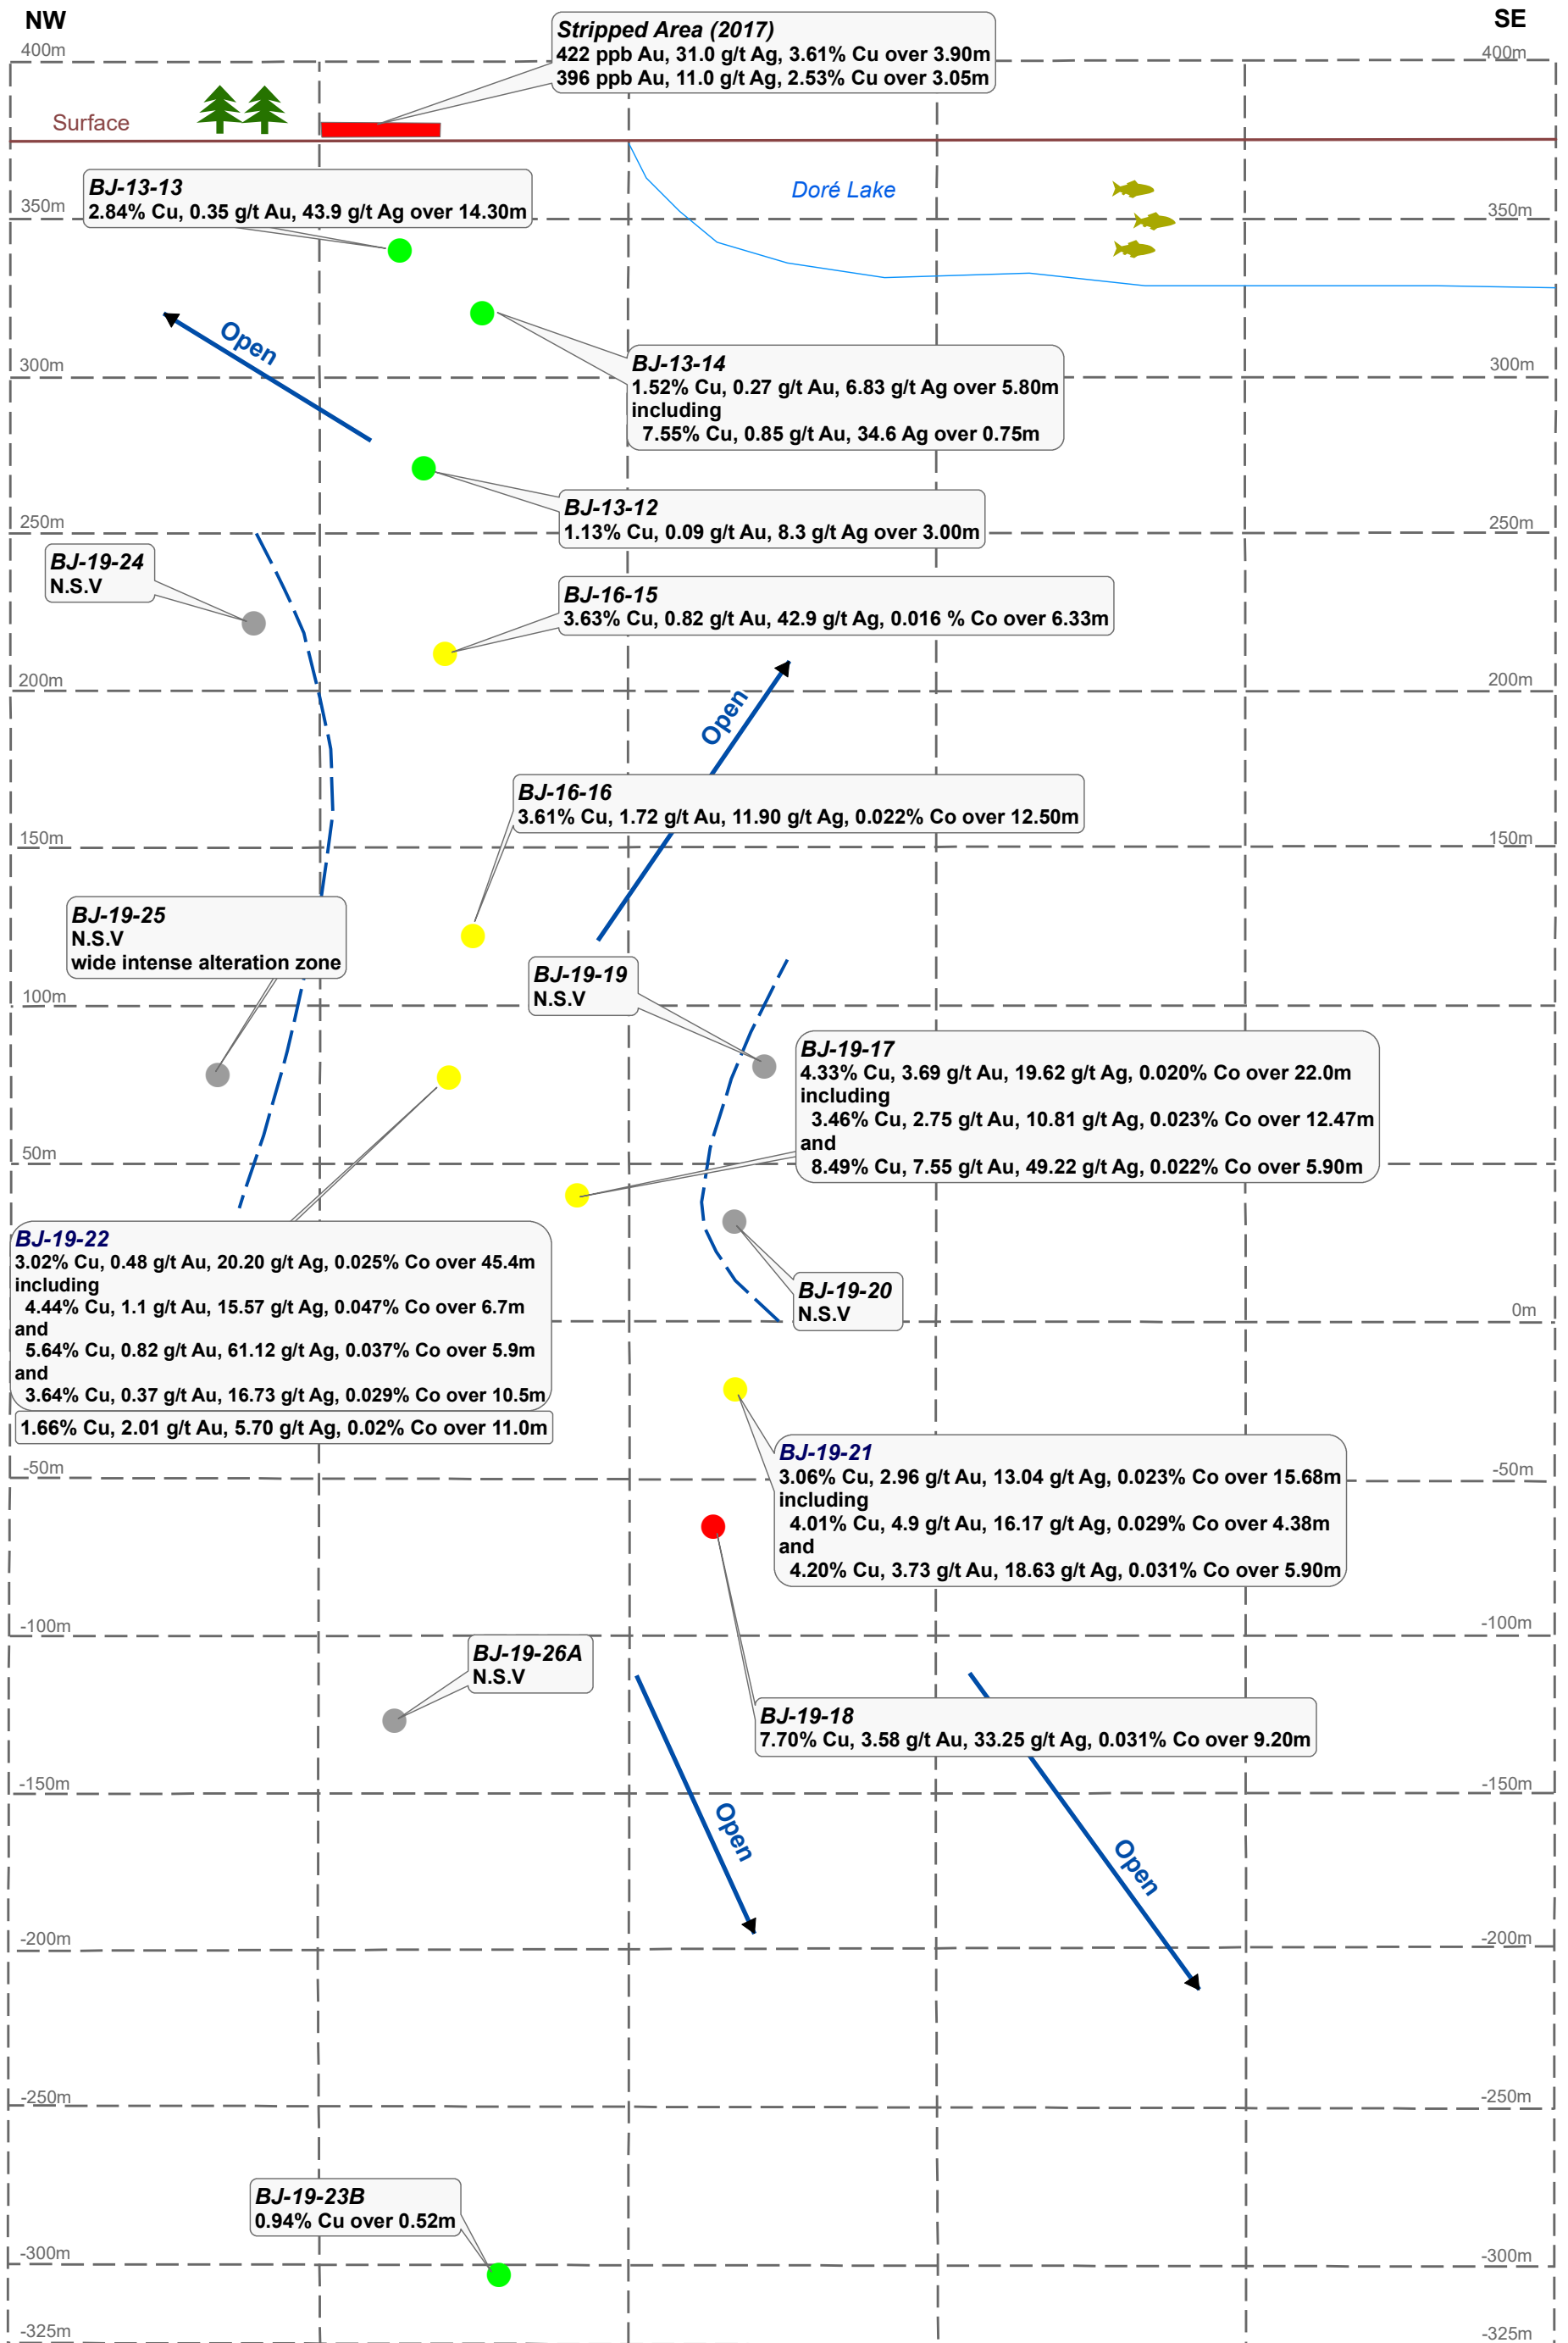 NW
SE
400m
400m
Stripped Area (2017)
422 ppb Au, 31.0 g/t Ag, 3.61% Cu over 3.90m
396 ppb Au, 11.0 g/t Ag, 2.53% Cu over 3.05m
Surface
BJ-13-13
2.84% Cu, 0.35 g/t Au, 43.9 g/t Ag over 14.30m
Doré Lake
350m
350m
Open
BJ-13-14
1.52% Cu, 0.27 g/t Au, 6.83 g/t Ag over 5.80m
including
7.55% Cu, 0.85 g/t Au, 34.6 Ag over 0.75m
300m
300m
BJ-13-12
1.13% Cu, 0.09 g/t Au, 8.3 g/t Ag over 3.00m
250m
250m
BJ-19-24
N.S.V
BJ-16-15
3.63% Cu, 0.82 g/t Au, 42.9 g/t Ag, 0.016 % Co over 6.33m
200m
200m
Open
BJ-16-16
3.61% Cu, 1.72 g/t Au, 11.90 g/t Ag, 0.022% Co over 12.50m
150m
150m
BJ-19-25
N.S.V
wide intense alteration zone
BJ-19-19
N.S.V
100m
100m
BJ-19-17
4.33% Cu, 3.69 g/t Au, 19.62 g/t Ag, 0.020% Co over 22.0m
including
3.46% Cu, 2.75 g/t Au, 10.81 g/t Ag, 0.023% Co over 12.47m
and
8.49% Cu, 7.55 g/t Au, 49.22 g/t Ag, 0.022% Co over 5.90m
50m
50m
BJ-19-22
3.02% Cu, 0.48 g/t Au, 20.20 g/t Ag, 0.025% Co over 45.4m
including
4.44% Cu, 1.1 g/t Au, 15.57 g/t Ag, 0.047% Co over 6.7m
and
5.64% Cu, 0.82 g/t Au, 61.12 g/t Ag, 0.037% Co over 5.9m
and
3.64% Cu, 0.37 g/t Au, 16.73 g/t Ag, 0.029% Co over 10.5m
1.66% Cu, 2.01 g/t Au, 5.70 g/t Ag, 0.02% Co over 11.0m
BJ-19-20
N.S.V
0m
BJ-19-21
3.06% Cu, 2.96 g/t Au, 13.04 g/t Ag, 0.023% Co over 15.68m
including
4.01% Cu, 4.9 g/t Au, 16.17 g/t Ag, 0.029% Co over 4.38m
and
4.20% Cu, 3.73 g/t Au, 18.63 g/t Ag, 0.031% Co over 5.90m
-50m
-50m
-100m
-100m
BJ-19-26A
N.S.V
BJ-19-18
7.70% Cu, 3.58 g/t Au, 33.25 g/t Ag, 0.031% Co over 9.20m
-150m
-150m
Open
Open
-200m
-200m
-250m
-250m
BJ-19-23B
0.94% Cu over 0.52m
-300m
-300m
-325m
-325m